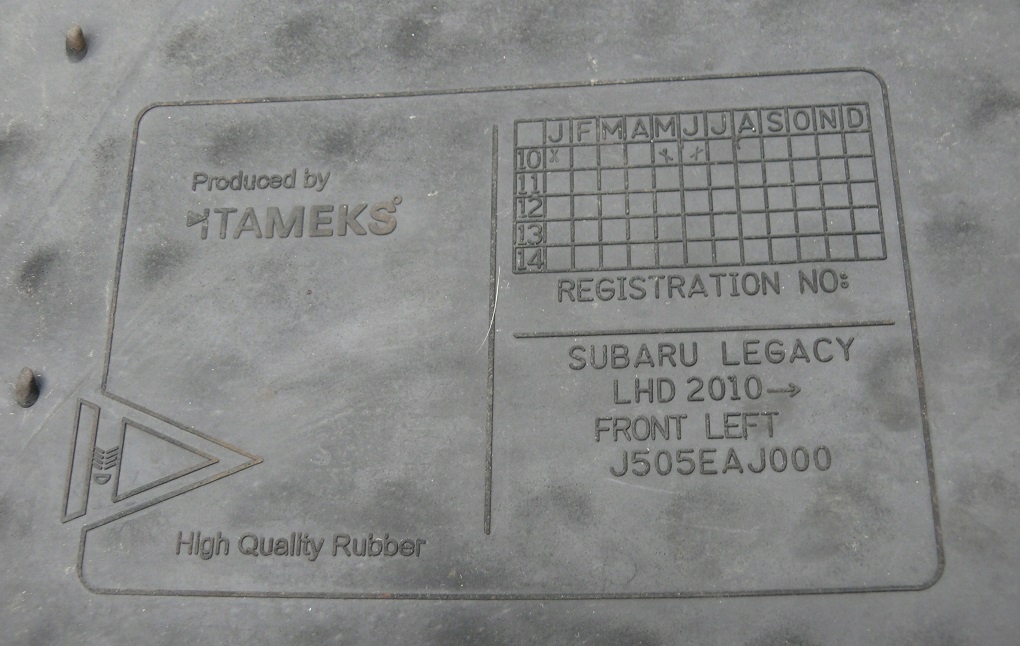 Produced by
TAMEKS
High Quality Rubber
J F M A M J J A S O N D
10 X X X
11
12
13
14
REGISTRATION NO:
SUBARU LEGACY
LHD 2010→
FRONT LEFT
J505EAJ000